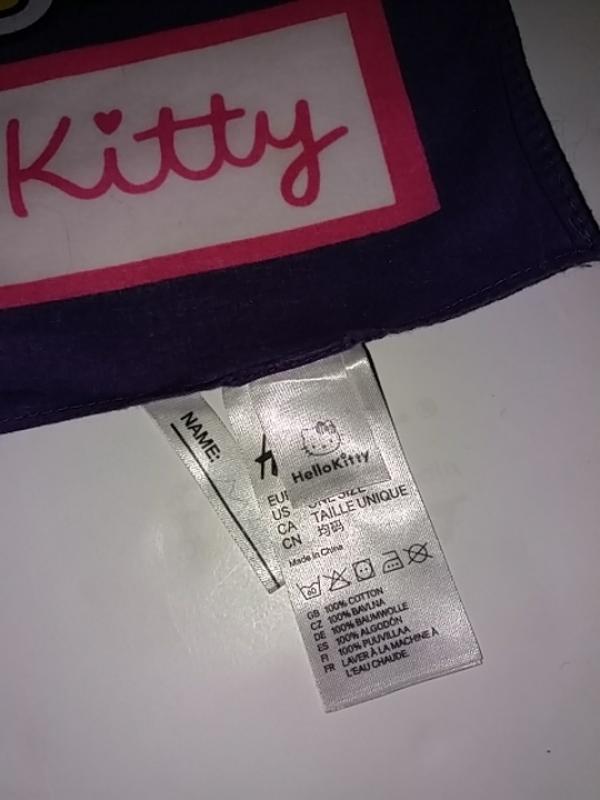 Kitty
NAME:
HelloKitty
EU
US ONE SIZE
CA TAILLE UNIQUE
CN 均码
Made in China
GB 100% COTTON
CZ 100% BAVLNA
DE 100% BAUMWOLLE
ES 100% ALGODÓN
FI 100% PUUVILLAA
FR LAVER À LA MACHINE À
L'EAU CHAUDE.